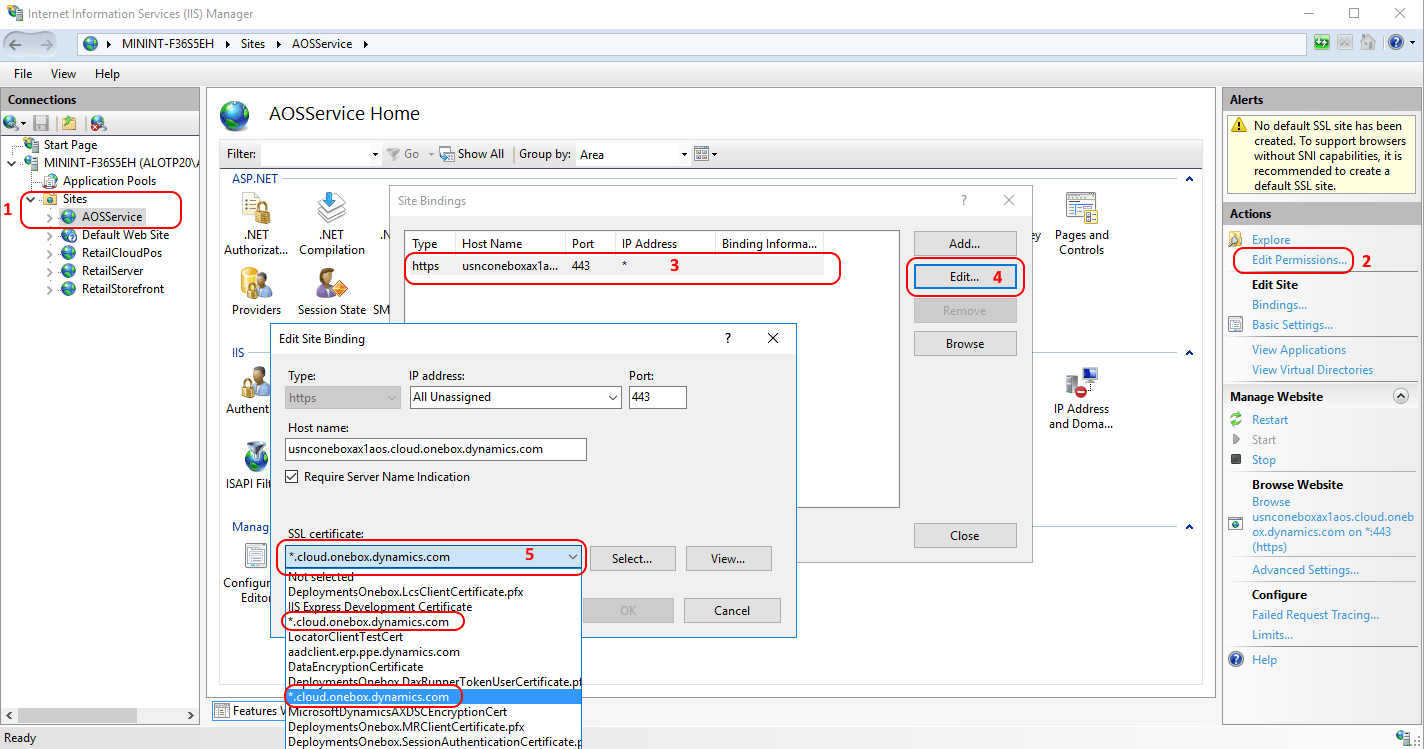 Internet Information Services (IIS) Manager
MININT-F36S5EH
Sites
AOSService
File
View
Help
Connections
Start Page
MININT-F36S5EH (ALOTP20\A
Application Pools
1
Sites
AOSService
Default Web Site
RetailCloudPos
RetailServer
RetailStorefront
AOSService Home
Filter:
Go
Show All
Group by:
Area
ASP.NET
.NET
Authorizat...
.NET
Compilation
Providers
Session State
SM
Pages and
Controls
IIS
Authent
ISAPI Filt
IP Address
and Doma...
Manag
Configur
Edito
Features V
Site Bindings
?
Type
Host Name
Port
IP Address
Binding Informa...
https
usnconeboxax1a...
443
*
3
Add...
Edit...
4
Remove
Browse
Close
Edit Site Binding
?
Type:
IP address:
Port:
https
All Unassigned
443
Host name:
usnconeboxax1aos.cloud.onebox.dynamics.com
Require Server Name Indication
SSL certificate:
*.cloud.onebox.dynamics.com
5
Select...
View...
OK
Cancel
Not selected
DeploymentsOnebox.LcsClientCertificate.pfx
IIS Express Development Certificate
*.cloud.onebox.dynamics.com
LocatorClientTestCert
aadclient.erp.ppe.dynamics.com
DataEncryptionCertificate
DeploymentsOnebox.DaxRunnerTokenUserCertificate.pf
*.cloud.onebox.dynamics.com
MicrosoftDynamicsAXDSCEncryptionCert
DeploymentsOnebox.MRClientCertificate.pfx
DeploymentsOnebox.SessionAuthenticationCertificate.p
Alerts
No default SSL site has been
created. To support browsers
without SNI capabilities, it is
recommended to create a
default SSL site.
Actions
Explore
Edit Permissions...
2
Edit Site
Bindings...
Basic Settings...
View Applications
View Virtual Directories
Manage Website
Restart
Start
Stop
Browse Website
Browse
usnconeboxax1aos.cloud.oneb
ox.dynamics.com on *:443
(https)
Advanced Settings...
Configure
Failed Request Tracing...
Limits...
Help
Ready